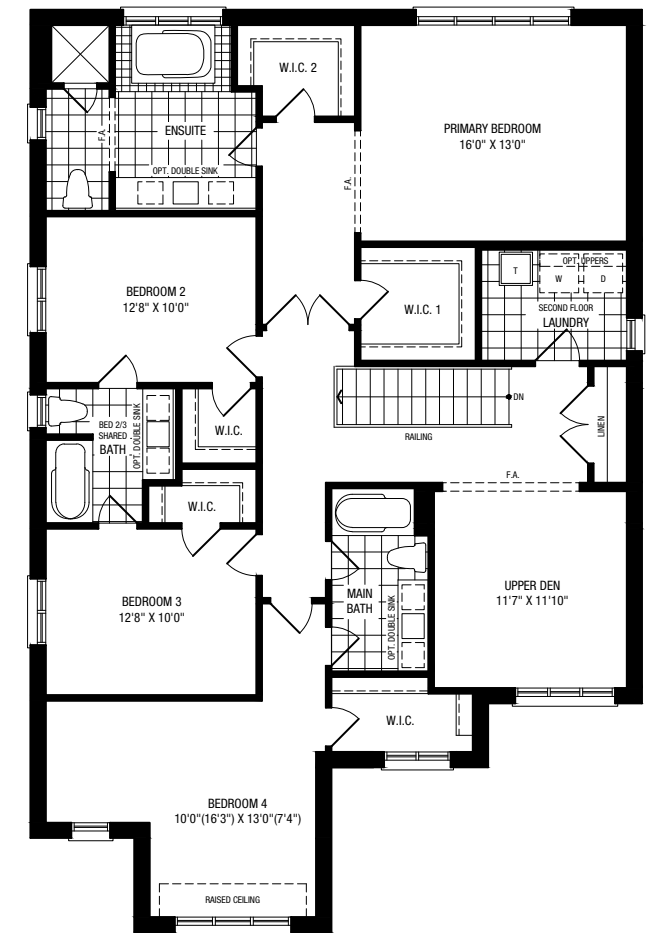 W.I.C. 2
PRIMARY BEDROOM
16'0" X 13'0"
F.A.
ENSUITE
OPT. DOUBLE SINK
F.A.
BEDROOM 2
12'8" X 10'0"
W.I.C. 1
T
OPT. UPPERS
W
D
SECOND FLOOR
LAUNDRY
DN
RAILING
LINEN
BED 2/3
SHARED
BATH
OPT. DOUBLE SINK
W.I.C.
W.I.C.
F.A.
BEDROOM 3
12'8" X 10'0"
MAIN
BATH
OPT. DOUBLE SINK
UPPER DEN
11'7" X 11'10"
W.I.C.
BEDROOM 4
10'0"(16'3") X 13'0"(7'4")
RAISED CEILING